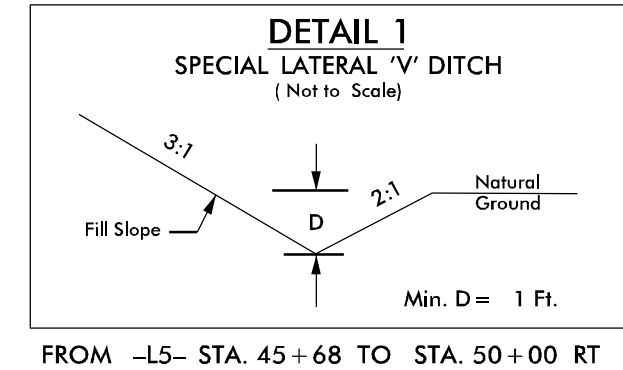 DETAIL 1
SPECIAL LATERAL 'V' DITCH
( Not to Scale)
3:1
2:1
Natural
Ground
D
Fill Slope
Min. D = 1 Ft.
FROM -L5- STA. 45+68 TO STA. 50+00 RT